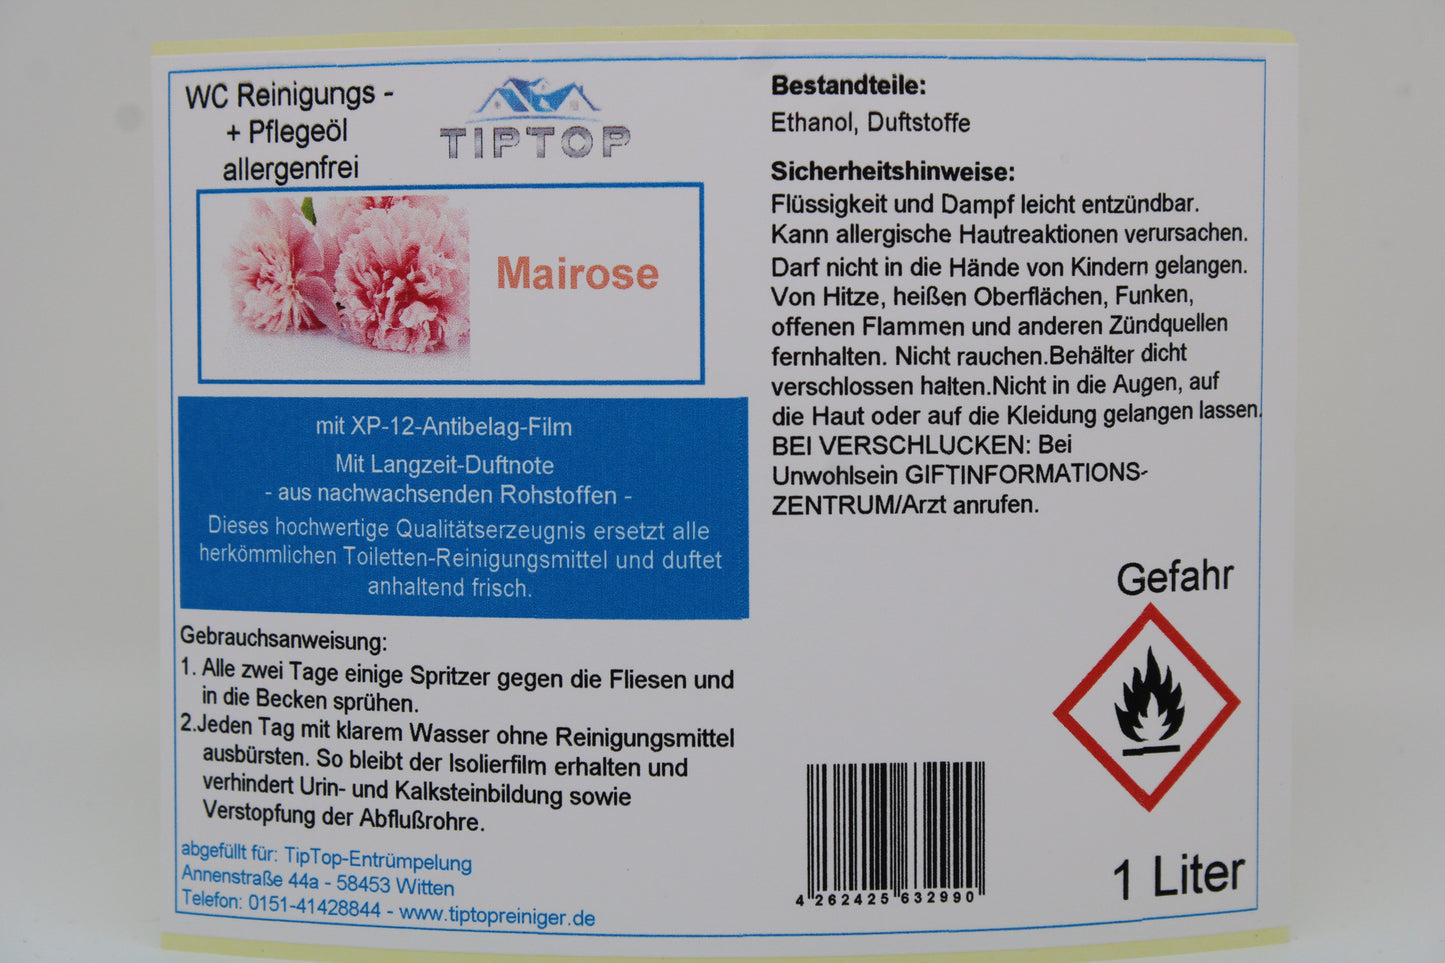 WC Reinigungs -
+ Pflegeöl
allergenfrei
TIPTOP
Mairose
mit XP-12-Antibelag-Film
Mit Langzeit-Duftnote
- aus nachwachsenden Rohstoffen -
Dieses hochwertige Qualitätserzeugnis ersetzt alle
herkömmlichen Toiletten-Reinigungsmittel und duftet
anhaltend frisch.
Gebrauchsanweisung:
1. Alle zwei Tage einige Spritzer gegen die Fliesen und
in die Becken sprühen.
2.Jeden Tag mit klarem Wasser ohne Reinigungsmittel
ausbürsten. So bleibt der Isolierfilm erhalten und
verhindert Urin- und Kalksteinbildung sowie
Verstopfung der Abflußrohre.
abgefüllt für: TipTop-Entrümpelung
Annenstraße 44a - 58453 Witten
Telefon: 0151-41428844 - www.tiptopreiniger.de
Bestandteile:
Ethanol, Duftstoffe
Sicherheitshinweise:
Flüssigkeit und Dampf leicht entzündbar.
Kann allergische Hautreaktionen verursachen.
Darf nicht in die Hände von Kindern gelangen.
Von Hitze, heißen Oberflächen, Funken,
offenen Flammen und anderen Zündquellen
fernhalten. Nicht rauchen.Behälter dicht
verschlossen halten.Nicht in die Augen, auf
die Haut oder auf die Kleidung gelangen lassen.
BEI VERSCHLUCKEN: Bei
Unwohlsein GIFTINFORMATIONS-
ZENTRUM/Arzt anrufen.
Gefahr
4 262425 632990
1 Liter